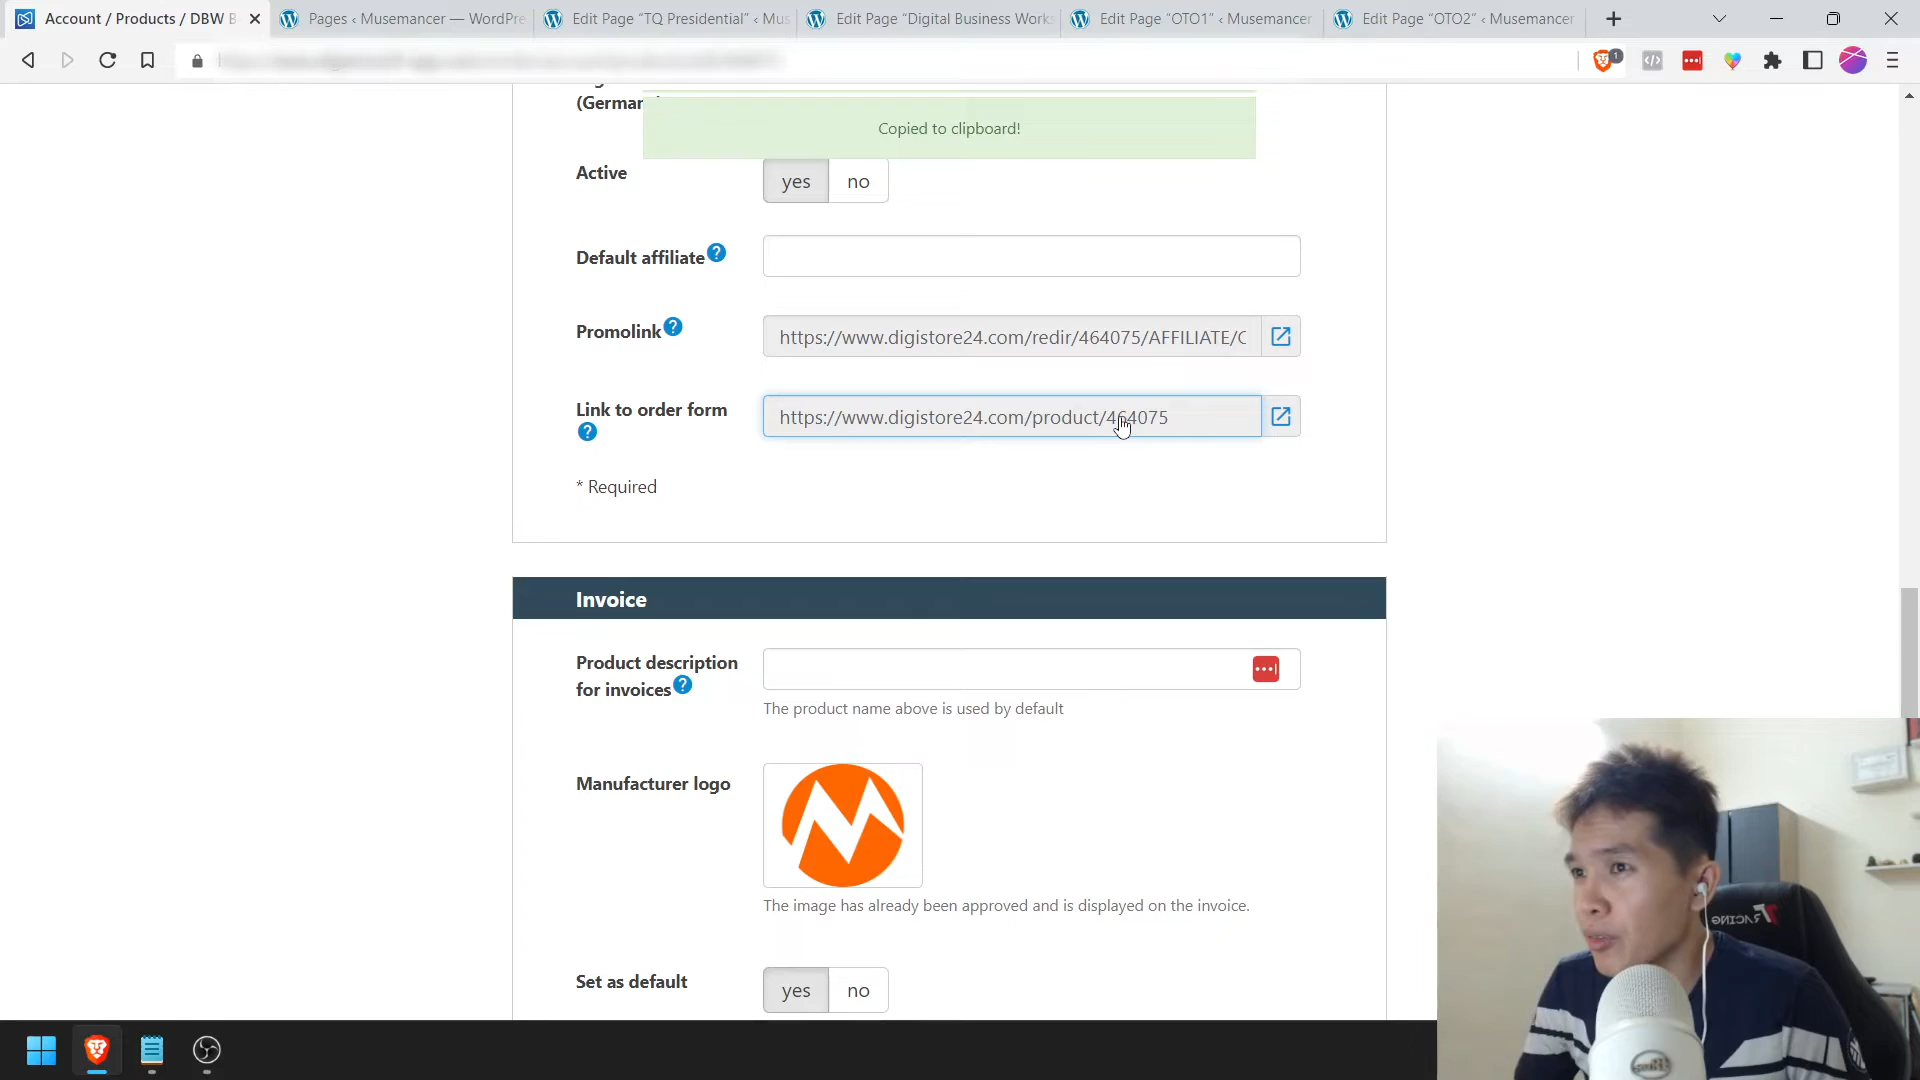 Account / Products / DBW B
Pages ‹ Musemancer — WordPre
Edit Page “TQ Presidential” ‹ Mus
Edit Page “Digital Business Works
Edit Page “OTO1” ‹ Musemancer
Edit Page “OTO2” ‹ Musemancer
1
(German
Copied to clipboard!
Active
yes
no
Default affiliate
Promolink
https://www.digistore24.com/redir/464075/AFFILIATE/C
Link to order form
https://www.digistore24.com/product/464075
* Required
Invoice
Product description
for invoices
The product name above is used by default
Manufacturer logo
The image has already been approved and is displayed on the invoice.
Set as default
yes
no